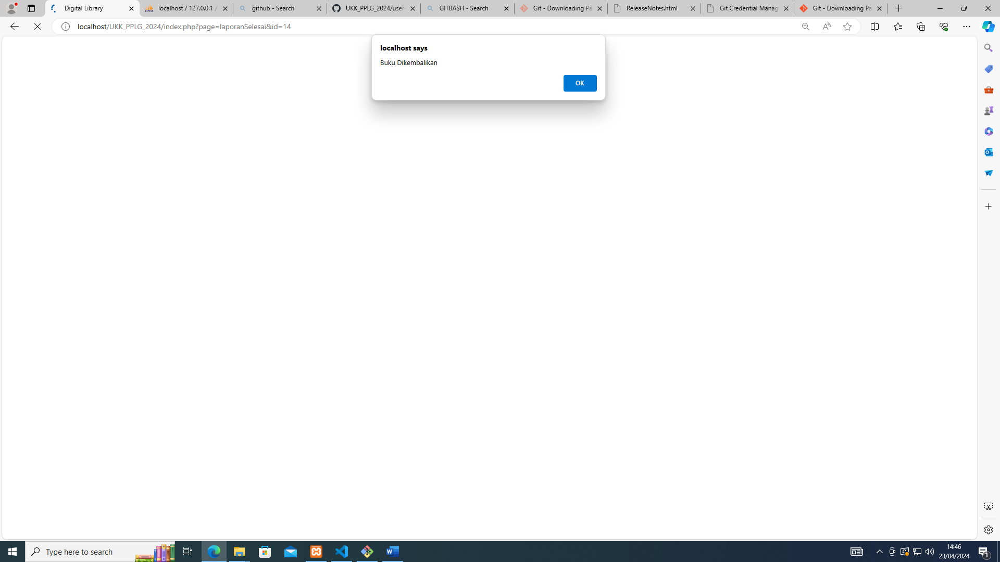 Digital Library
localhost / 127.0.0.1 /
github - Search
UKK_PPLG_2024/user-
GITBASH - Search
Git - Downloading Pa
ReleaseNotes.html
Git Credential Manag
Git - Downloading Pa
localhost/UKK_PPLG_2024/index.php?page=laporanSelesai&id=14
localhost says
Buku Dikembalikan
OK
Type here to search
14:46
23/04/2024
1